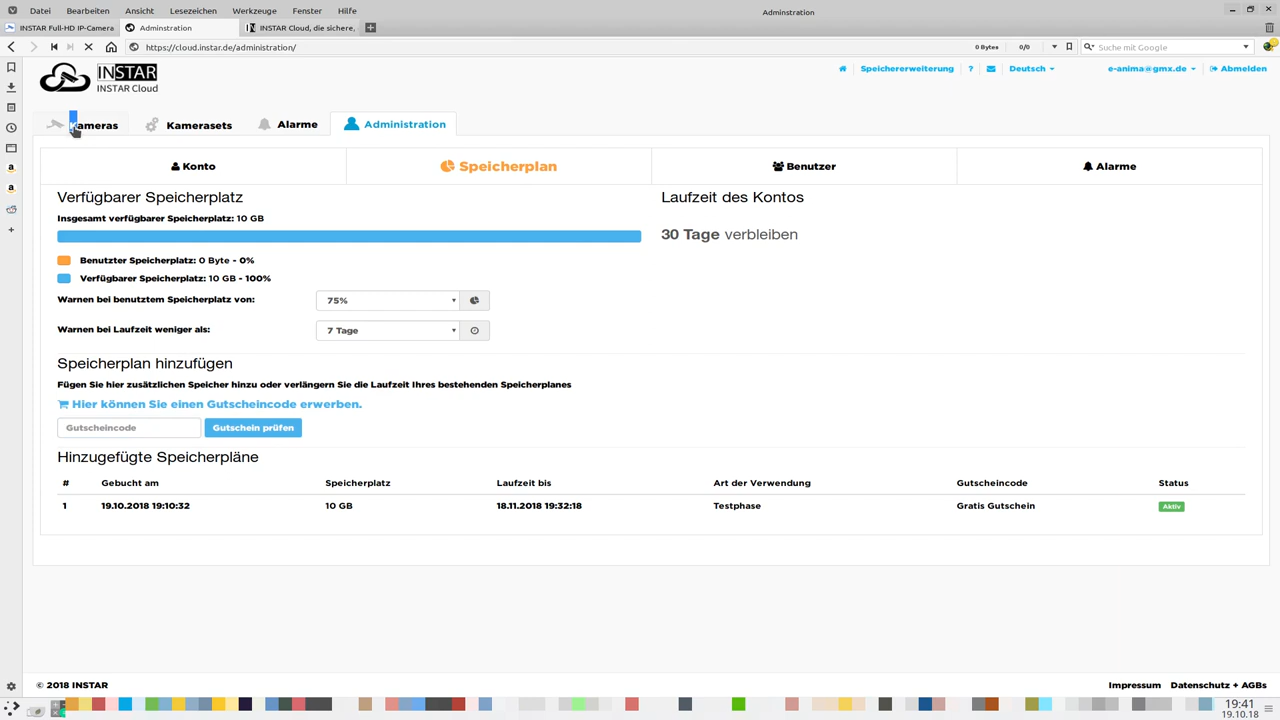 Datei Bearbeiten Ansicht Lesezeichen Werkzeuge Fenster Hilfe
Adminstration
INSTAR Full-HD IP-Camera
Adminstration
INSTAR Cloud, die sichere,
https://cloud.instar.de/administration/
0 Bytes 0/0
Suche mit Google
INSTAR
INSTAR Cloud
Speichererweiterung ? Deutsch e-anima@gmx.de Abmelden
Kameras Kamerasets Alarme Administration
Konto Speicherplan Benutzer Alarme
Verfügbarer Speicherplatz
Laufzeit des Kontos
Insgesamt verfügbarer Speicherplatz: 10 GB
30 Tage verbleiben
Benutzter Speicherplatz: 0 Byte - 0%
Verfügbarer Speicherplatz: 10 GB - 100%
Warnen bei benutztem Speicherplatz von: 75%
Warnen bei Laufzeit weniger als: 7 Tage
Speicherplan hinzufügen
Fügen Sie hier zusätzlichen Speicher hinzu oder verlängern Sie die Laufzeit Ihres bestehenden Speicherplanes
Hier können Sie einen Gutscheincode erwerben.
Gutscheincode Gutschein prüfen
Hinzugefügte Speicherpläne
# Gebucht am Speicherplatz Laufzeit bis Art der Verwendung Gutscheincode Status
1 19.10.2018 19:10:32 10 GB 18.11.2018 19:32:18 Testphase Gratis Gutschein Aktiv
© 2018 INSTAR
Impressum Datenschutz + AGBs
19:41
19.10.18